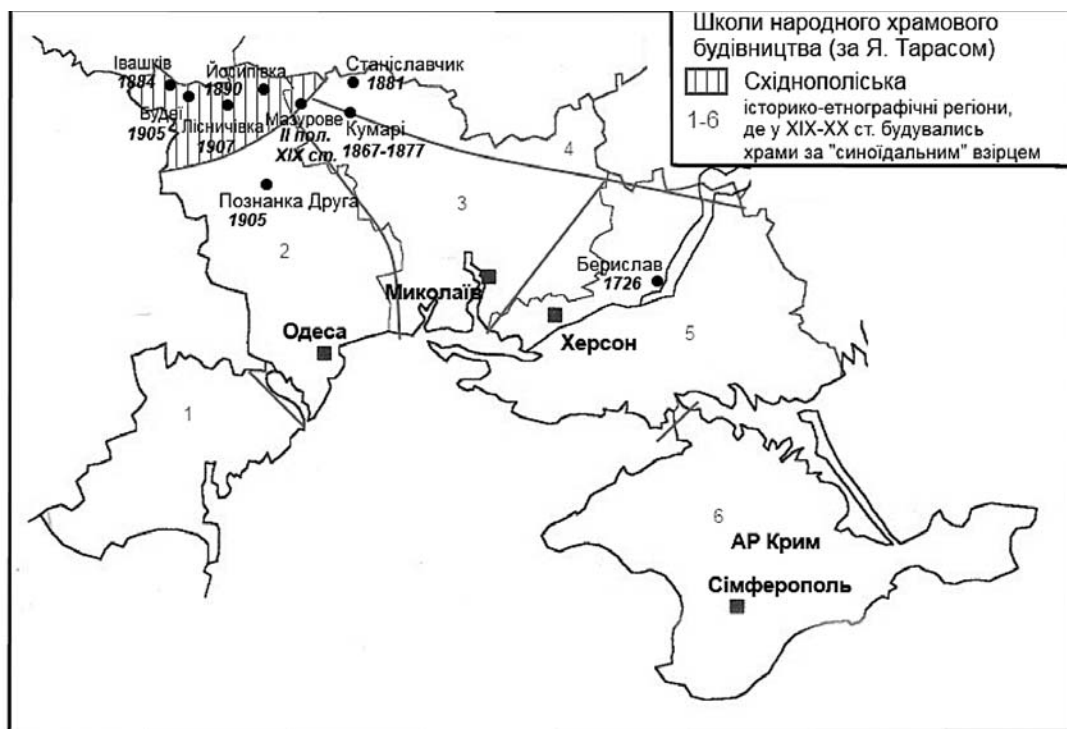 Школи народного храмового
будівництва (за Я. Тарасом)
Східнополіська
1-6
історико-етнографічні регіони,
де у XIX-XX ст. будувались
храми за "синоїдальним" взірцем
Івашків
1884
Йосипівка
1890
Станіславчик
1881
Будеї
1905
Лісничівка
1907
Мазурове
II пол.
XIX ст.
Кумарі
1867-1877
4
Познанка Друга
1905
3
2
Берислав
1726
Миколаїв
Херсон
Одеса
5
1
6
АР Крим
Сімферополь